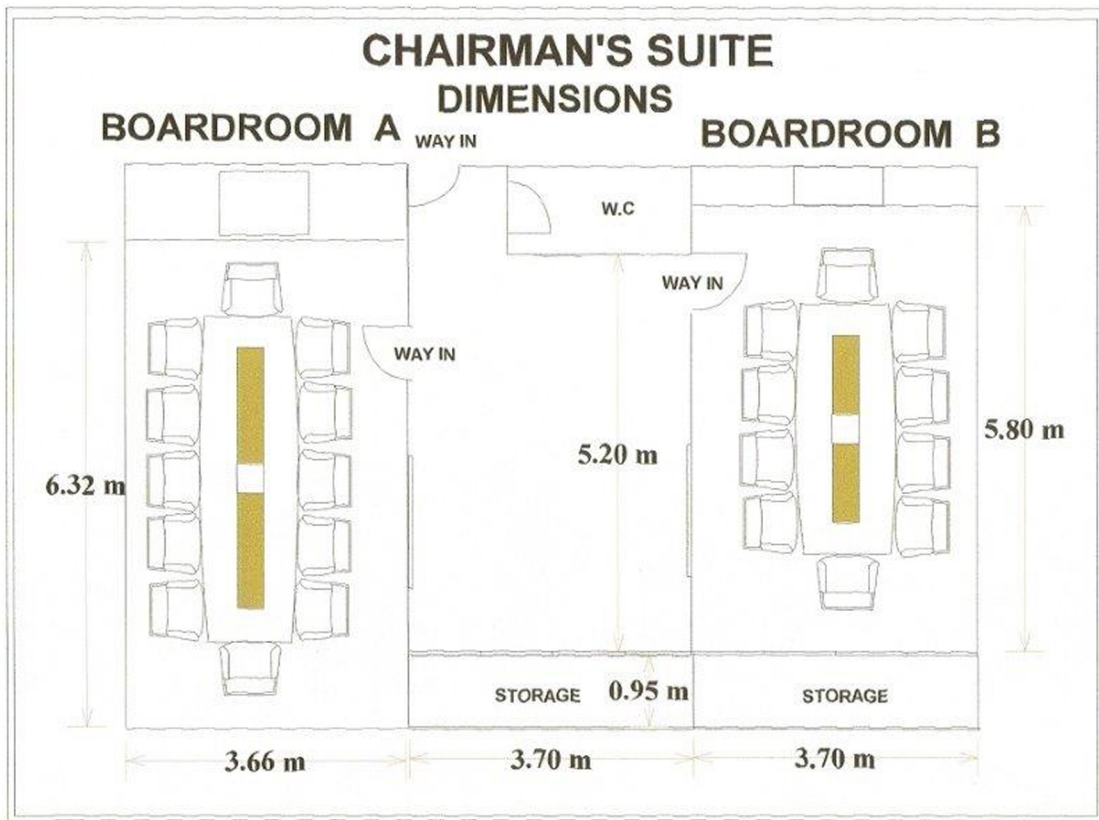 CHAIRMAN'S SUITE
DIMENSIONS
BOARDROOM A
WAY IN
BOARDROOM B
W.C
WAY IN
WAY IN
5.20 m
5.80 m
6.32 m
STORAGE
0.95 m
STORAGE
3.66 m
3.70 m
3.70 m